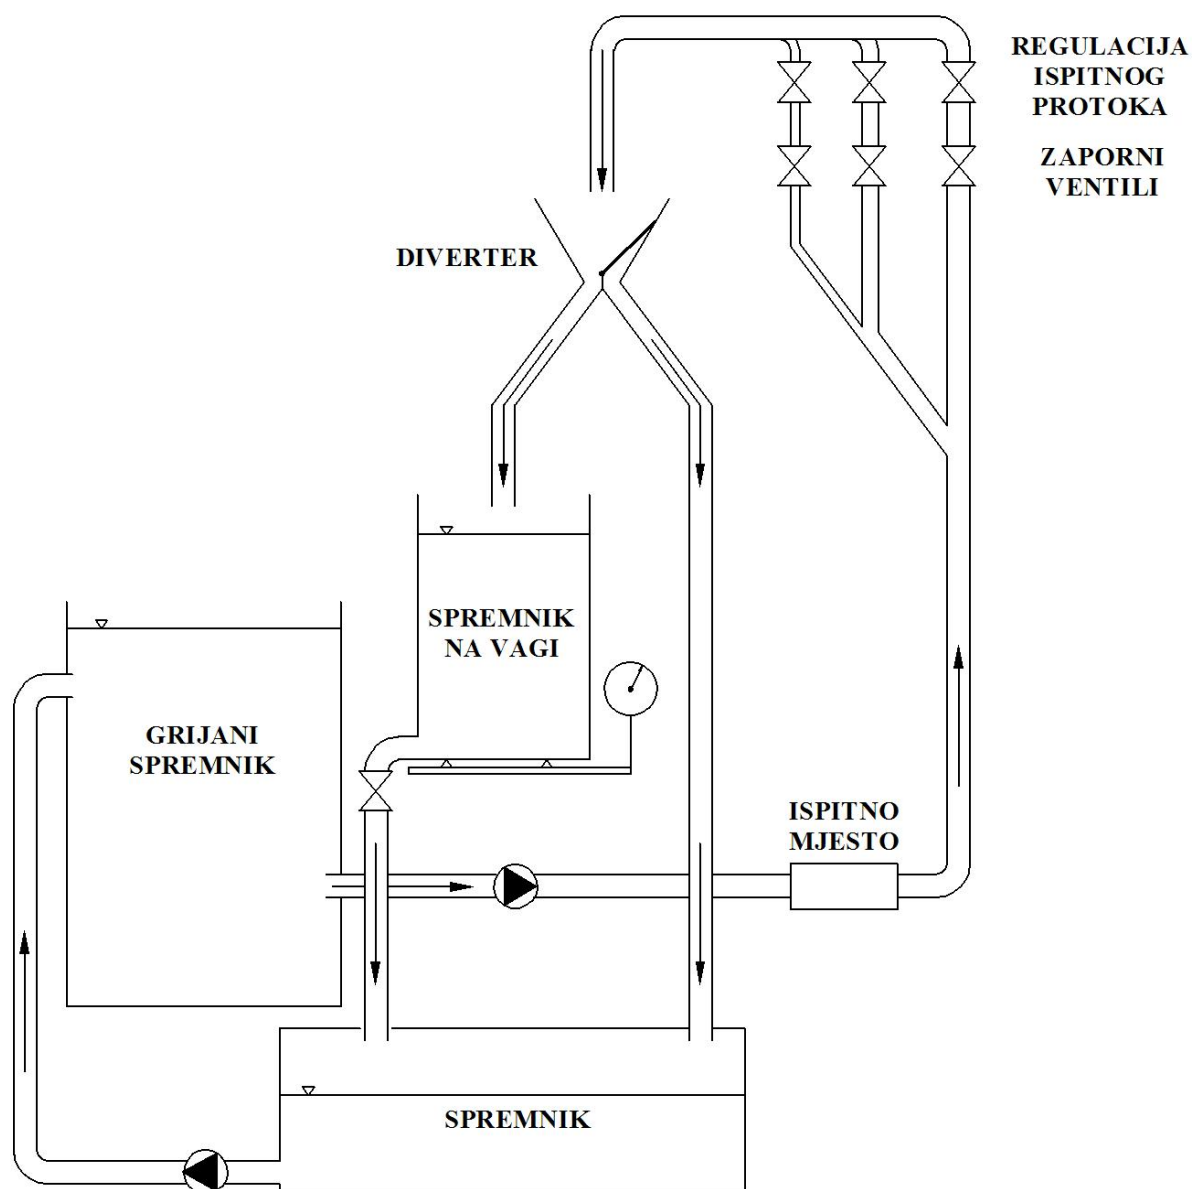 REGULACIJA
ISPITNOG
PROTOKA
ZAPORNI
VENTILI
DIVERTER
SPREMNIK
NA VAGI
GRIJANI
SPREMNIK
ISPITNO
MJESTO
SPREMNIK